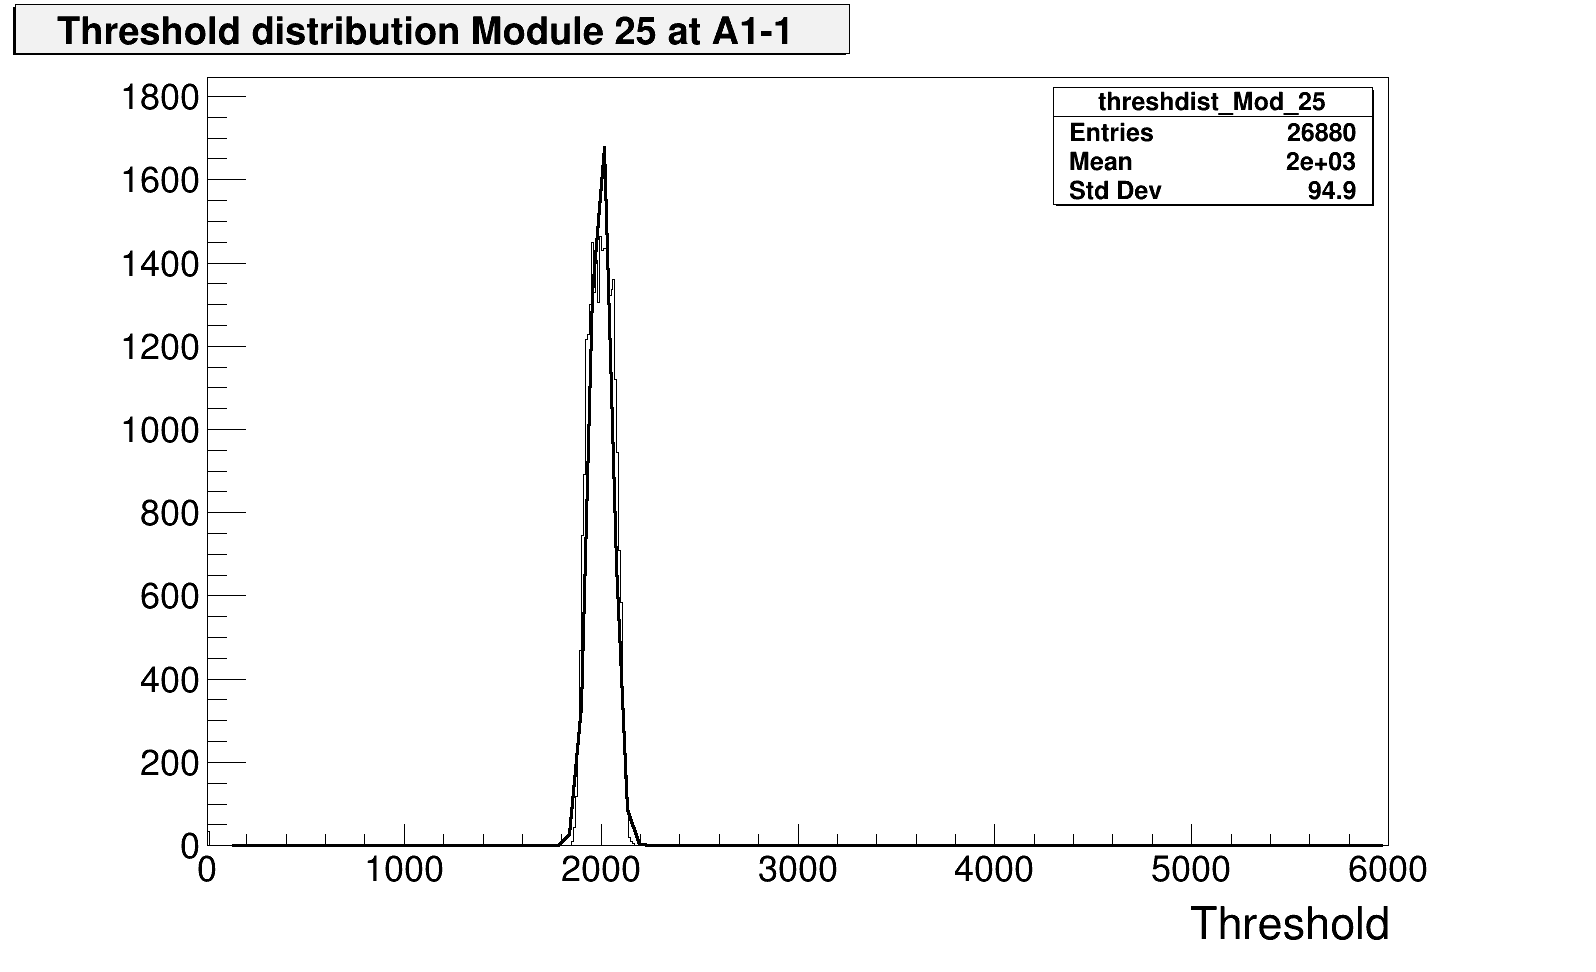 Threshold distribution Module 25 at A1-1
threshdist_Mod_25
Entries 26880
Mean 2e+03
Std Dev 94.9
1800
1600
1400
1200
1000
800
600
400
200
0
0 1000 2000 3000 4000 5000 6000
Threshold